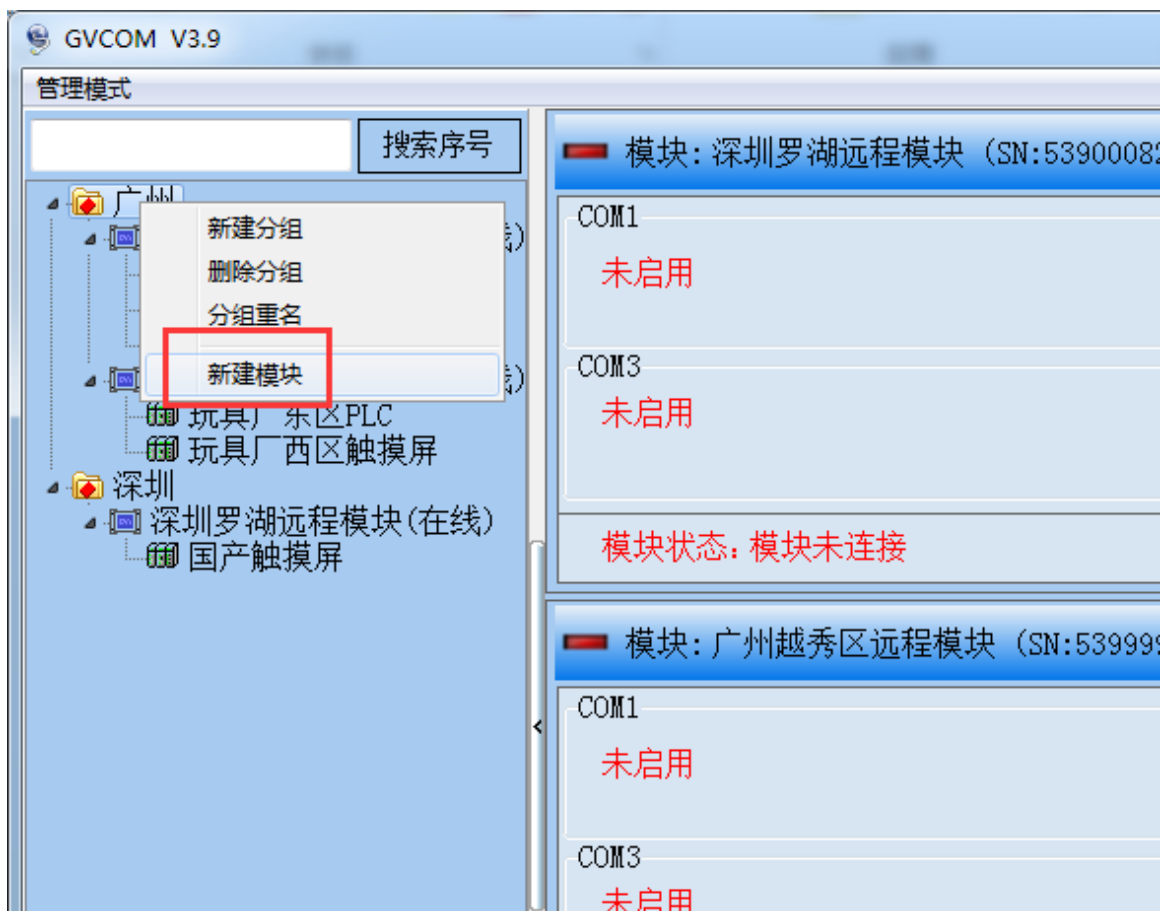 GVCOM V3.9
管理模式
搜索序号
广州
新建分组
删除分组
分组重名
新建模块
线)
线)
玩具厂东区PLC
玩具厂西区触摸屏
深圳
深圳罗湖远程模块(在线)
国产触摸屏
模块：深圳罗湖远程模块 (SN:53900082
COM1
未启用
COM3
未启用
模块状态：模块未连接
模块：广州越秀区远程模块 (SN:539999
COM1
未启用
COM3
未启用